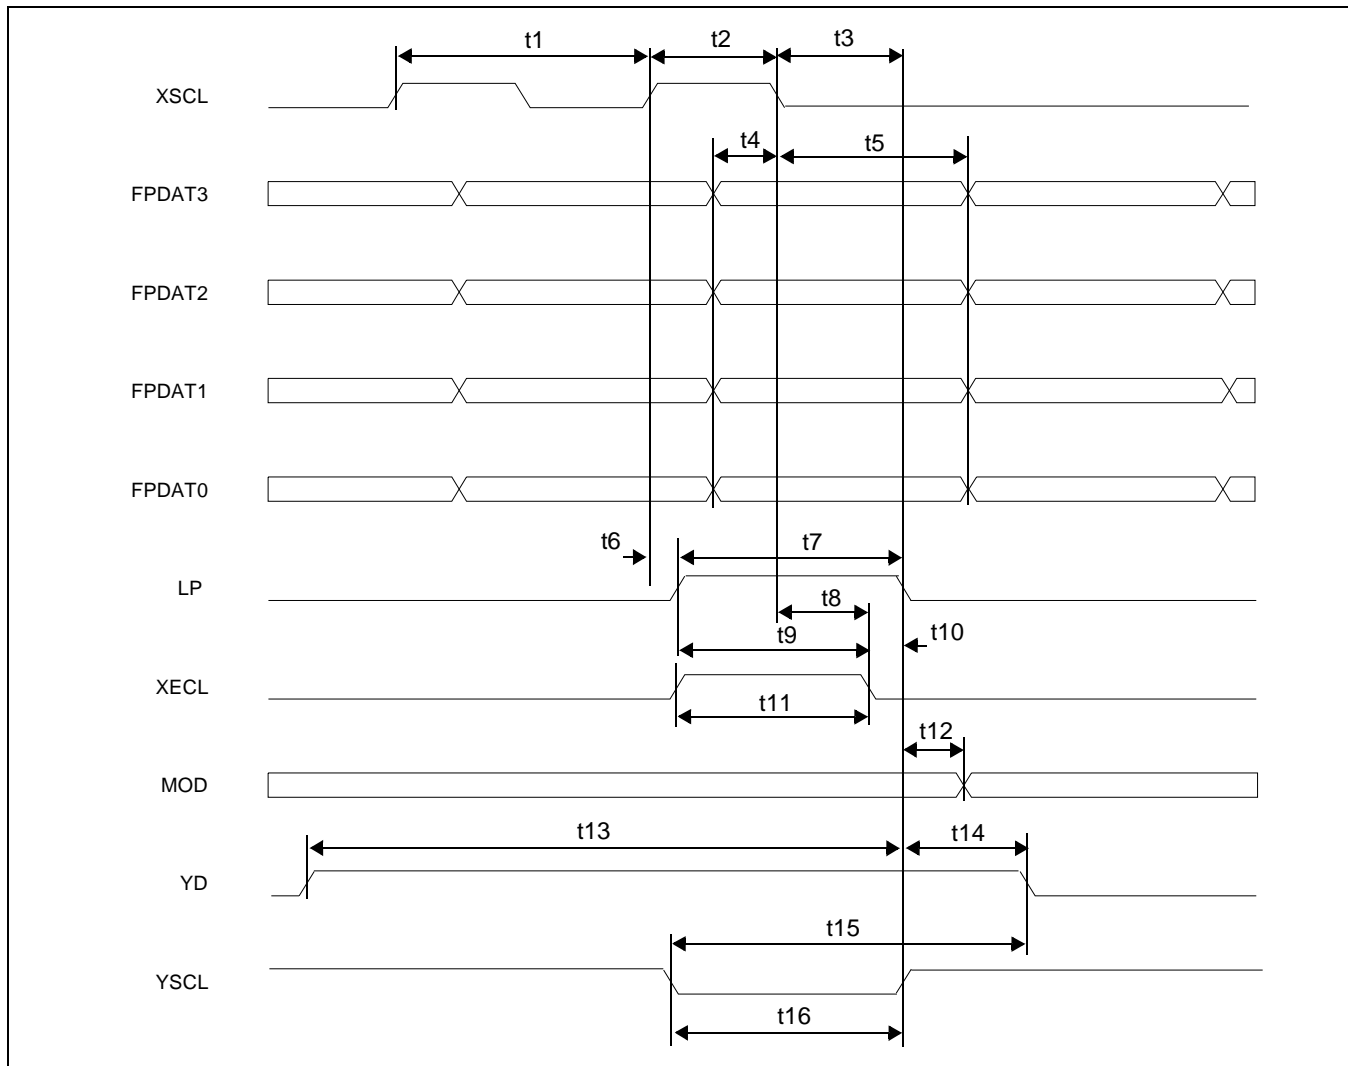 t1 t2 t3
XSCL
t4 t5
FPDAT3
FPDAT2
FPDAT1
FPDAT0
t6 t7
LP
t8
t9 t10
XECL
t11
t12
MOD
t13 t14
YD
t15
YSCL
t16